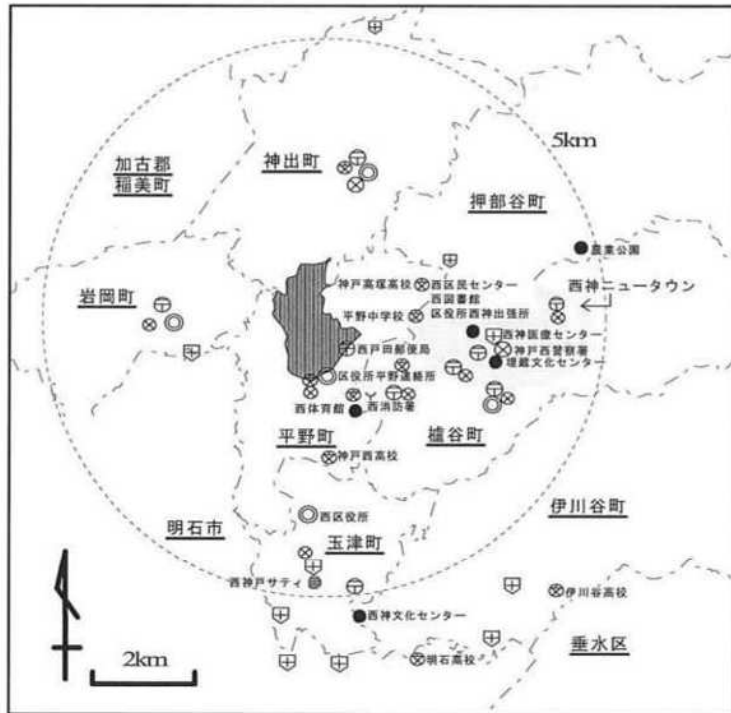 5km
加古郡
稲美町
神出町
押部谷町
農業公園
岩岡町
神戸高塚高校
西区民センター
西図書館
平野中学校
区役所西神出張所
西神ニュータウン
西神医療センター
西戸田郵便局
神戸西警察署
埋蔵文化センター
区役所平野連絡所
西体育館
西消防署
平野町
櫨谷町
神戸西高校
伊川谷町
西区役所
明石市
玉津町
西神戸サティ
伊川谷高校
西神文化センター
垂水区
明石高校
2km